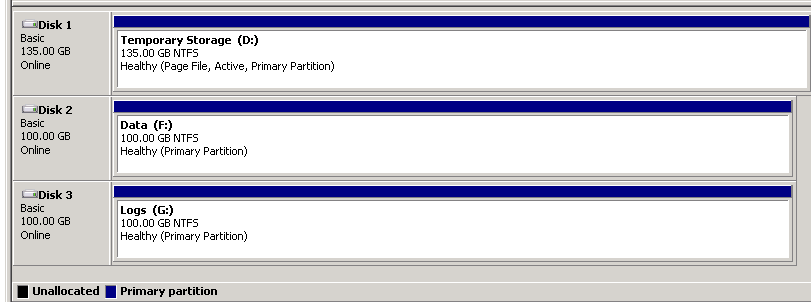 Disk 1
Basic
135.00 GB
Online
Temporary Storage (D:)
135.00 GB NTFS
Healthy (Page File, Active, Primary Partition)
Disk 2
Basic
100.00 GB
Online
Data (F:)
100.00 GB NTFS
Healthy (Primary Partition)
Disk 3
Basic
100.00 GB
Online
Logs (G:)
100.00 GB NTFS
Healthy (Primary Partition)
Unallocated Primary partition